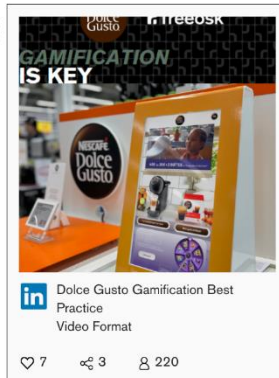 Dolce
Gusto
freeosk
GAMIFICATION
IS KEY
NESCAFÉ
Dolce
Gusto
in
Dolce Gusto Gamification Best
Practice
Video Format
7
3
220